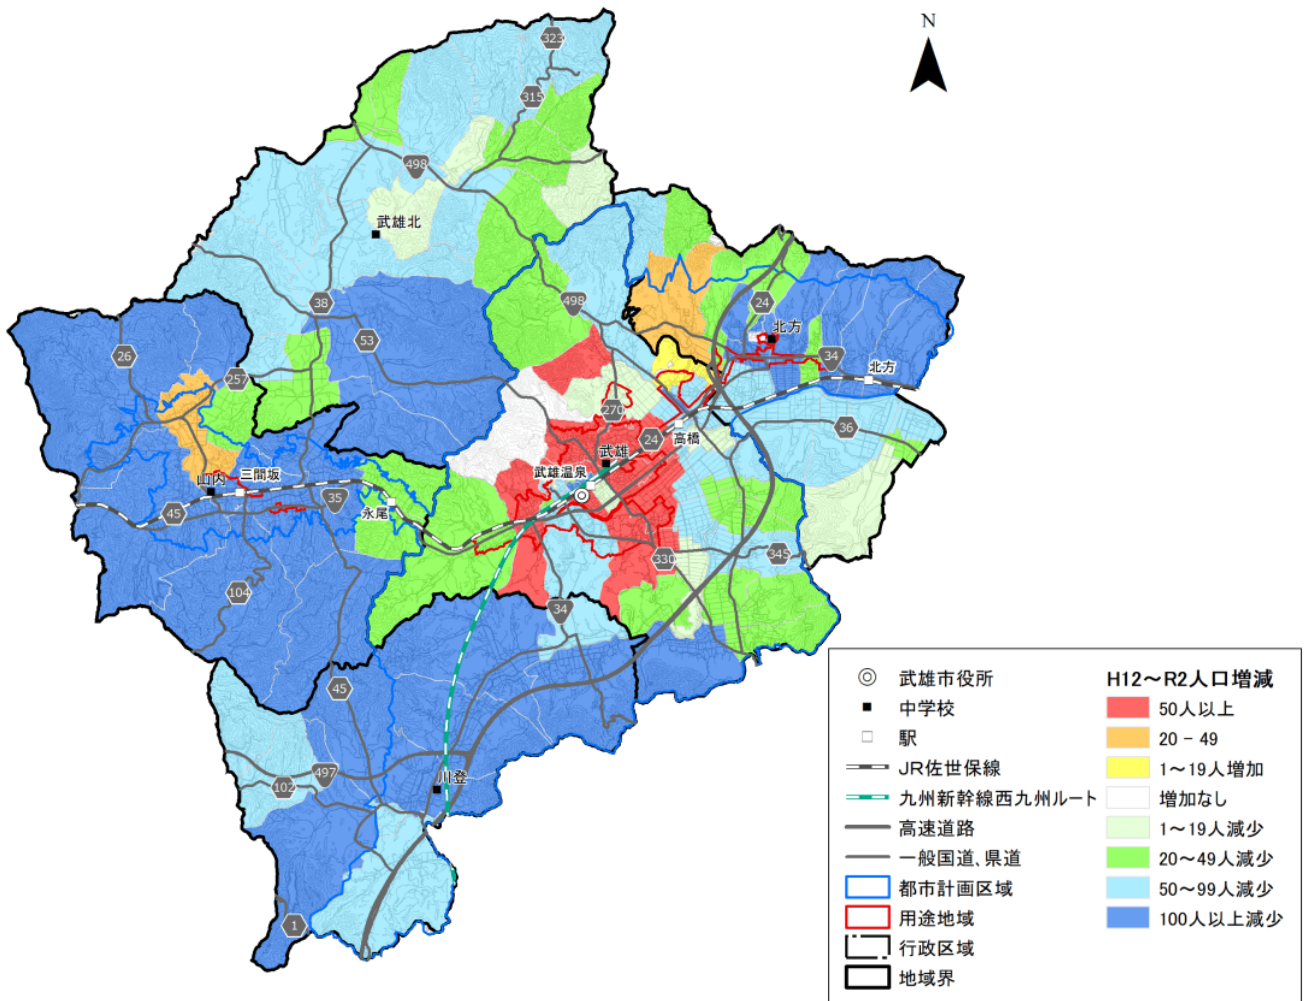 N
323
315
498
武雄北
498
38
53
24
北方
34
北方
26
257
270
24
高橋
36
武雄
武雄温泉
山内
三間坂
45
35
永尾
330
345
104
34
45
497
102
川登
1
武雄市役所
中学校
駅
JR佐世保線
九州新幹線西九州ルート
高速道路
一般国道、県道
都市計画区域
用途地域
行政区域
地域界
H12～R2人口増減
50人以上
20 - 49
1～19人増加
増加なし
1～19人減少
20～49人減少
50～99人減少
100人以上減少